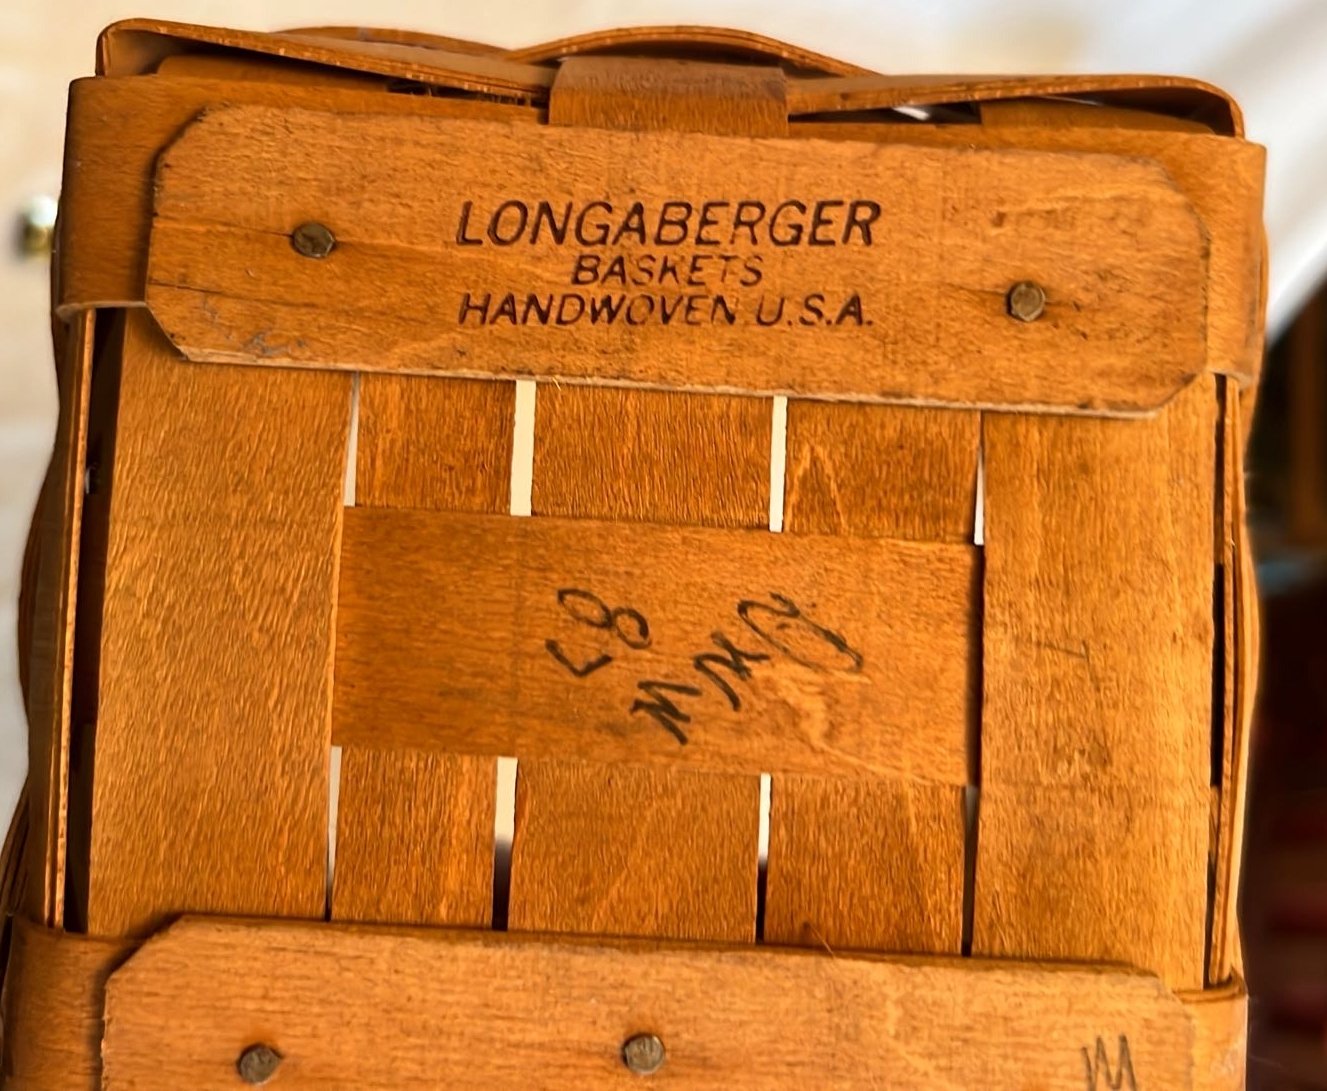 LONGABERGER
BASKETS
HANDWOVEN U.S.A.
87
M